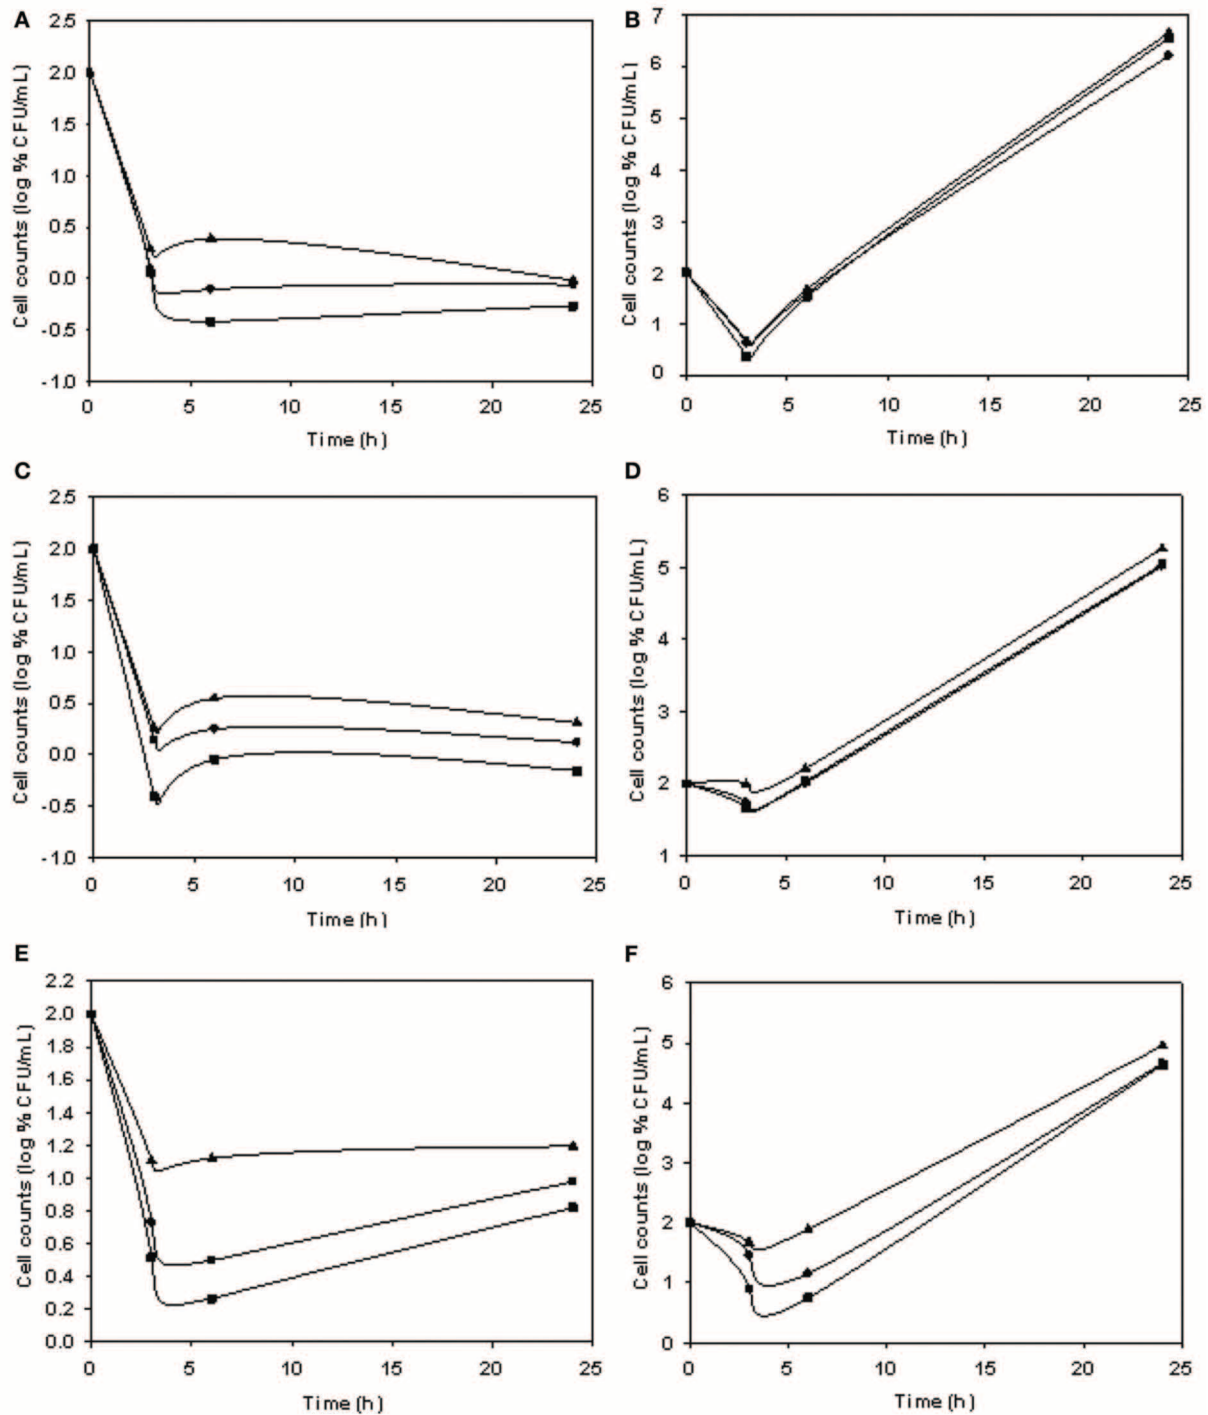 A
Cell counts (log % CFU/mL)
2.5
2.0
1.5
1.0
0.5
0.0
-0.5
-1.0
0 5 10 15 20 25
Time (h)
B
Cell counts (log % CFU/mL)
7
6
5
4
3
2
1
0
0 5 10 15 20 25
Time (h)
C
Cell counts (log % CFU/mL)
2.5
2.0
1.5
1.0
0.5
0.0
-0.5
-1.0
0 5 10 15 20 25
Time (h)
D
Cell counts (log % CFU/mL)
6
5
4
3
2
1
0 5 10 15 20 25
Time (h)
E
Cell counts (log % CFU/mL)
2.2
2.0
1.8
1.6
1.4
1.2
1.0
0.8
0.6
0.4
0.2
0.0
0 5 10 15 20 25
Time (h)
F
Cell counts (log % CFU/mL)
6
5
4
3
2
1
0
0 5 10 15 20 25
Time (h)